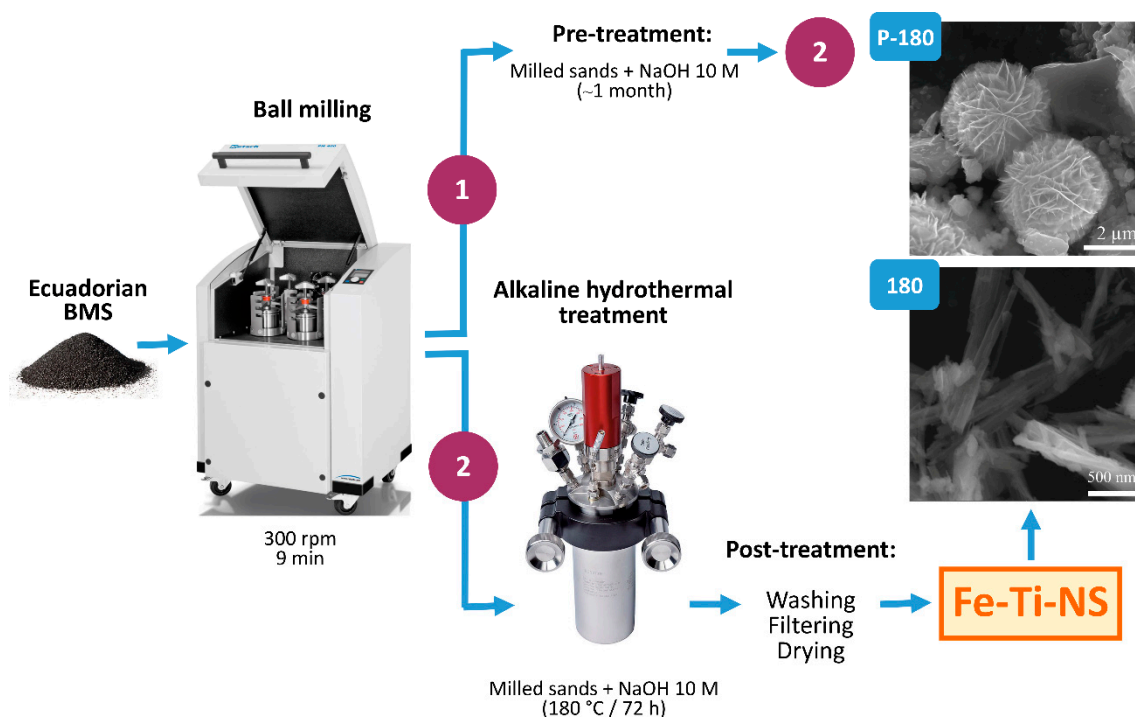 Pre-treatment:
Milled sands + NaOH 10 M
(~1 month)
2
P-180
2 µm
Ball milling
1
Ecuadorian
BMS
300 rpm
9 min
2
Alkaline hydrothermal
treatment
Milled sands + NaOH 10 M
(180 °C / 72 h)
Post-treatment:
Washing
Filtering
Drying
180
500 nm
Fe-Ti-NS